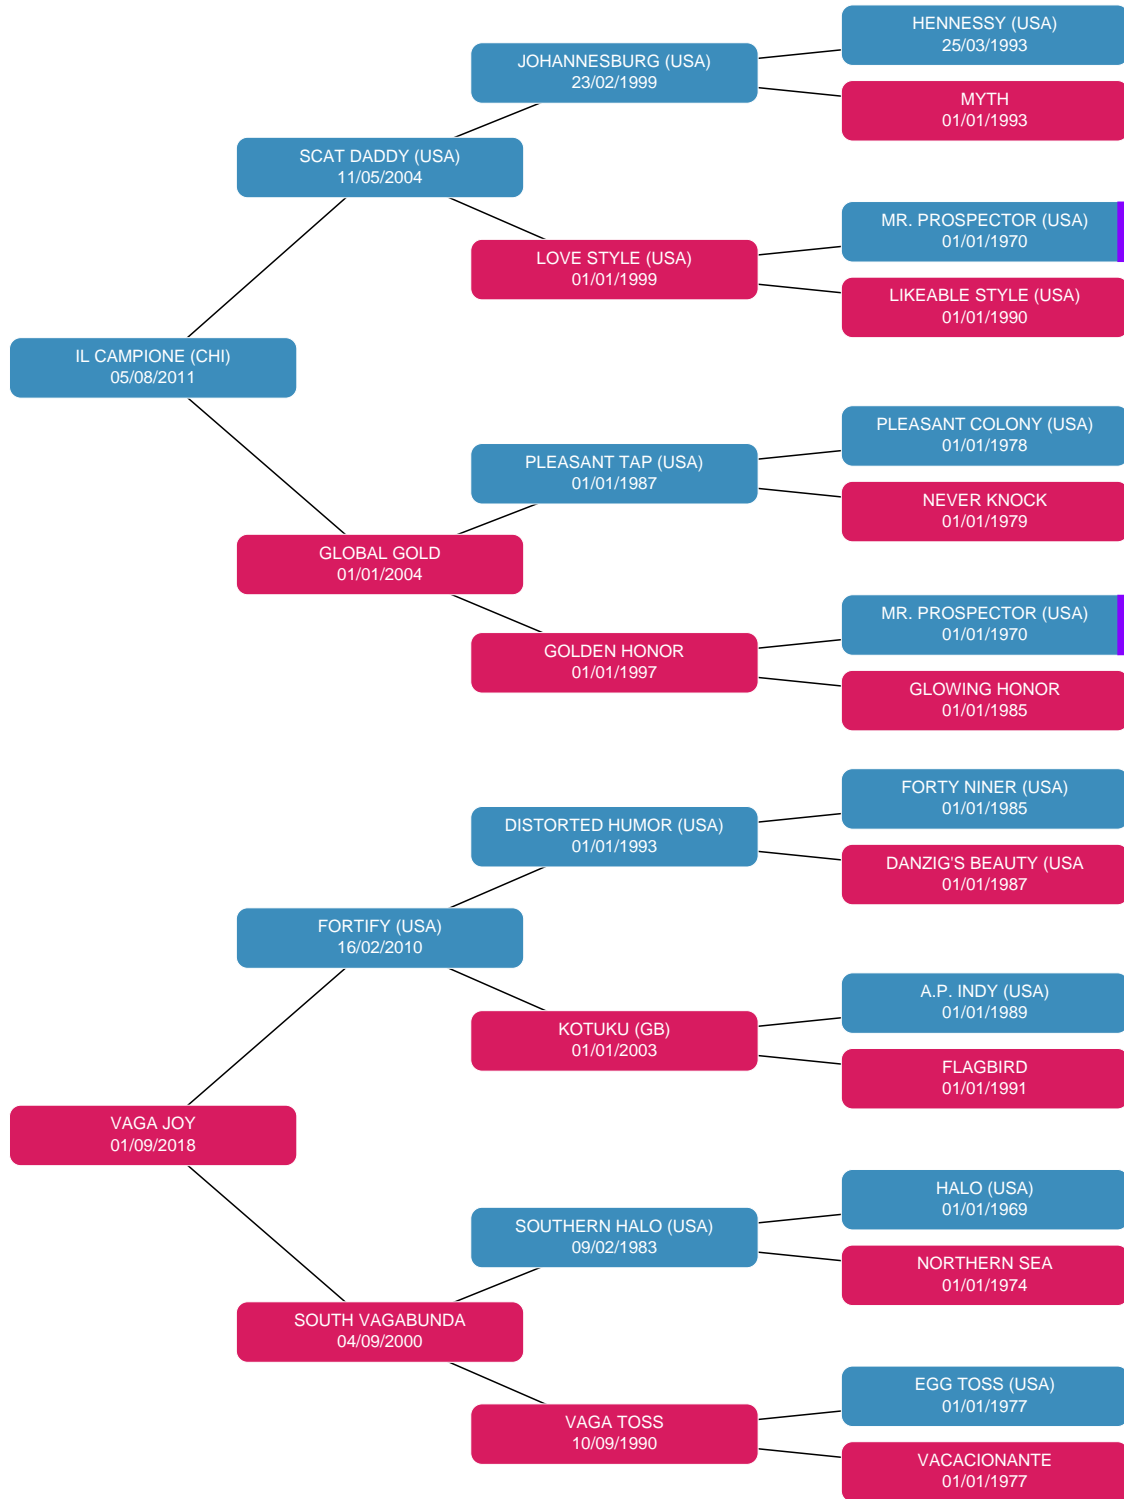 HENNESSY (USA)
25/03/1993
JOHANNESBURG (USA)
23/02/1999
MYTH
01/01/1993
SCAT DADDY (USA)
11/05/2004
MR. PROSPECTOR (USA)
01/01/1970
LOVE STYLE (USA)
01/01/1999
LIKEABLE STYLE (USA)
01/01/1990
IL CAMPIONE (CHI)
05/08/2011
PLEASANT COLONY (USA)
01/01/1978
PLEASANT TAP (USA)
01/01/1987
NEVER KNOCK
01/01/1979
GLOBAL GOLD
01/01/2004
MR. PROSPECTOR (USA)
01/01/1970
GOLDEN HONOR
01/01/1997
GLOWING HONOR
01/01/1985
FORTY NINER (USA)
01/01/1985
DISTORTED HUMOR (USA)
01/01/1993
DANZIG'S BEAUTY (USA
01/01/1987
FORTIFY (USA)
16/02/2010
A.P. INDY (USA)
01/01/1989
KOTUKU (GB)
01/01/2003
FLAGBIRD
01/01/1991
VAGA JOY
01/09/2018
HALO (USA)
01/01/1969
SOUTHERN HALO (USA)
09/02/1983
NORTHERN SEA
01/01/1974
SOUTH VAGABUNDA
04/09/2000
EGG TOSS (USA)
01/01/1977
VAGA TOSS
10/09/1990
VACACIONANTE
01/01/1977